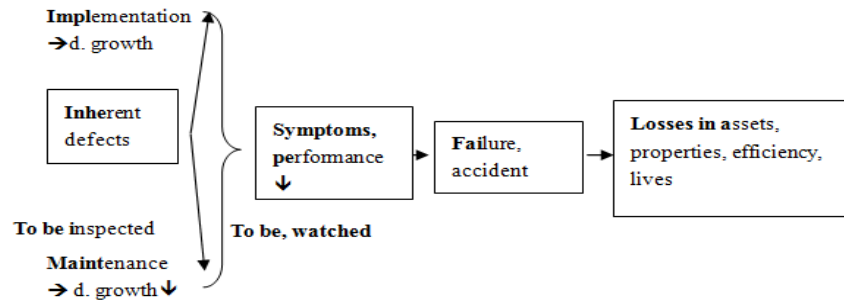 Implementation
➔d. growth
Inherent
defects
To be inspected
Maintenance
➔ d. growth🡻
To be, watched
Symptoms,
performance
🡻
Failure,
accident
Losses in assets,
properties, efficiency,
lives